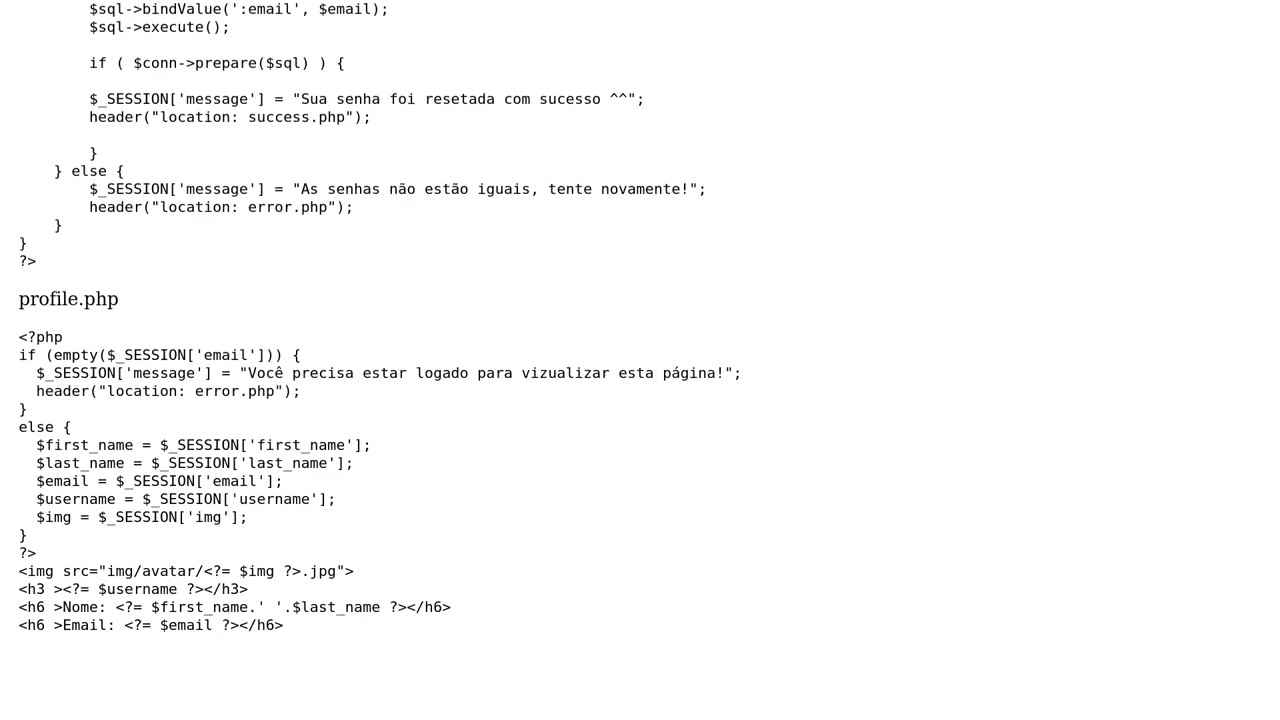 $sql->bindValue(':email', $email);
        $sql->execute();

        if ( $conn->prepare($sql) ) {

        $_SESSION['message'] = "Sua senha foi resetada com sucesso ^^";
        header("location: success.php");

        }
    } else {
        $_SESSION['message'] = "As senhas não estão iguais, tente novamente!";
        header("location: error.php");
    }
}
?>

profile.php

<?php
if (empty($_SESSION['email'])) {
  $_SESSION['message'] = "Você precisa estar logado para vizualizar esta página!";
  header("location: error.php");
}
else {
  $first_name = $_SESSION['first_name'];
  $last_name = $_SESSION['last_name'];
  $email = $_SESSION['email'];
  $username = $_SESSION['username'];
  $img = $_SESSION['img'];
}
?>
<img src="img/avatar/<?= $img ?>.jpg">
<h3 ><?= $username ?></h3>
<h6 >Nome: <?= $first_name.' '.$last_name ?></h6>
<h6 >Email: <?= $email ?></h6>